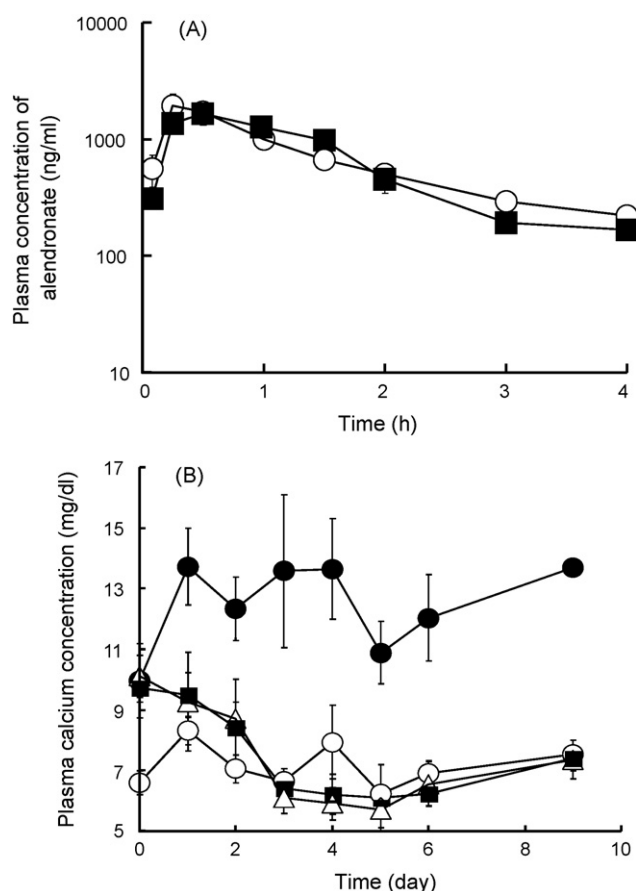 (A)
Plasma concentration of
alendronate (ng/ml)
10000
1000
100
10
0 1 2 3 4
Time (h)
(B)
Plasma calcium concentration (mg/dl)
17
15
13
11
9
7
5
0 2 4 6 8 10
Time (day)